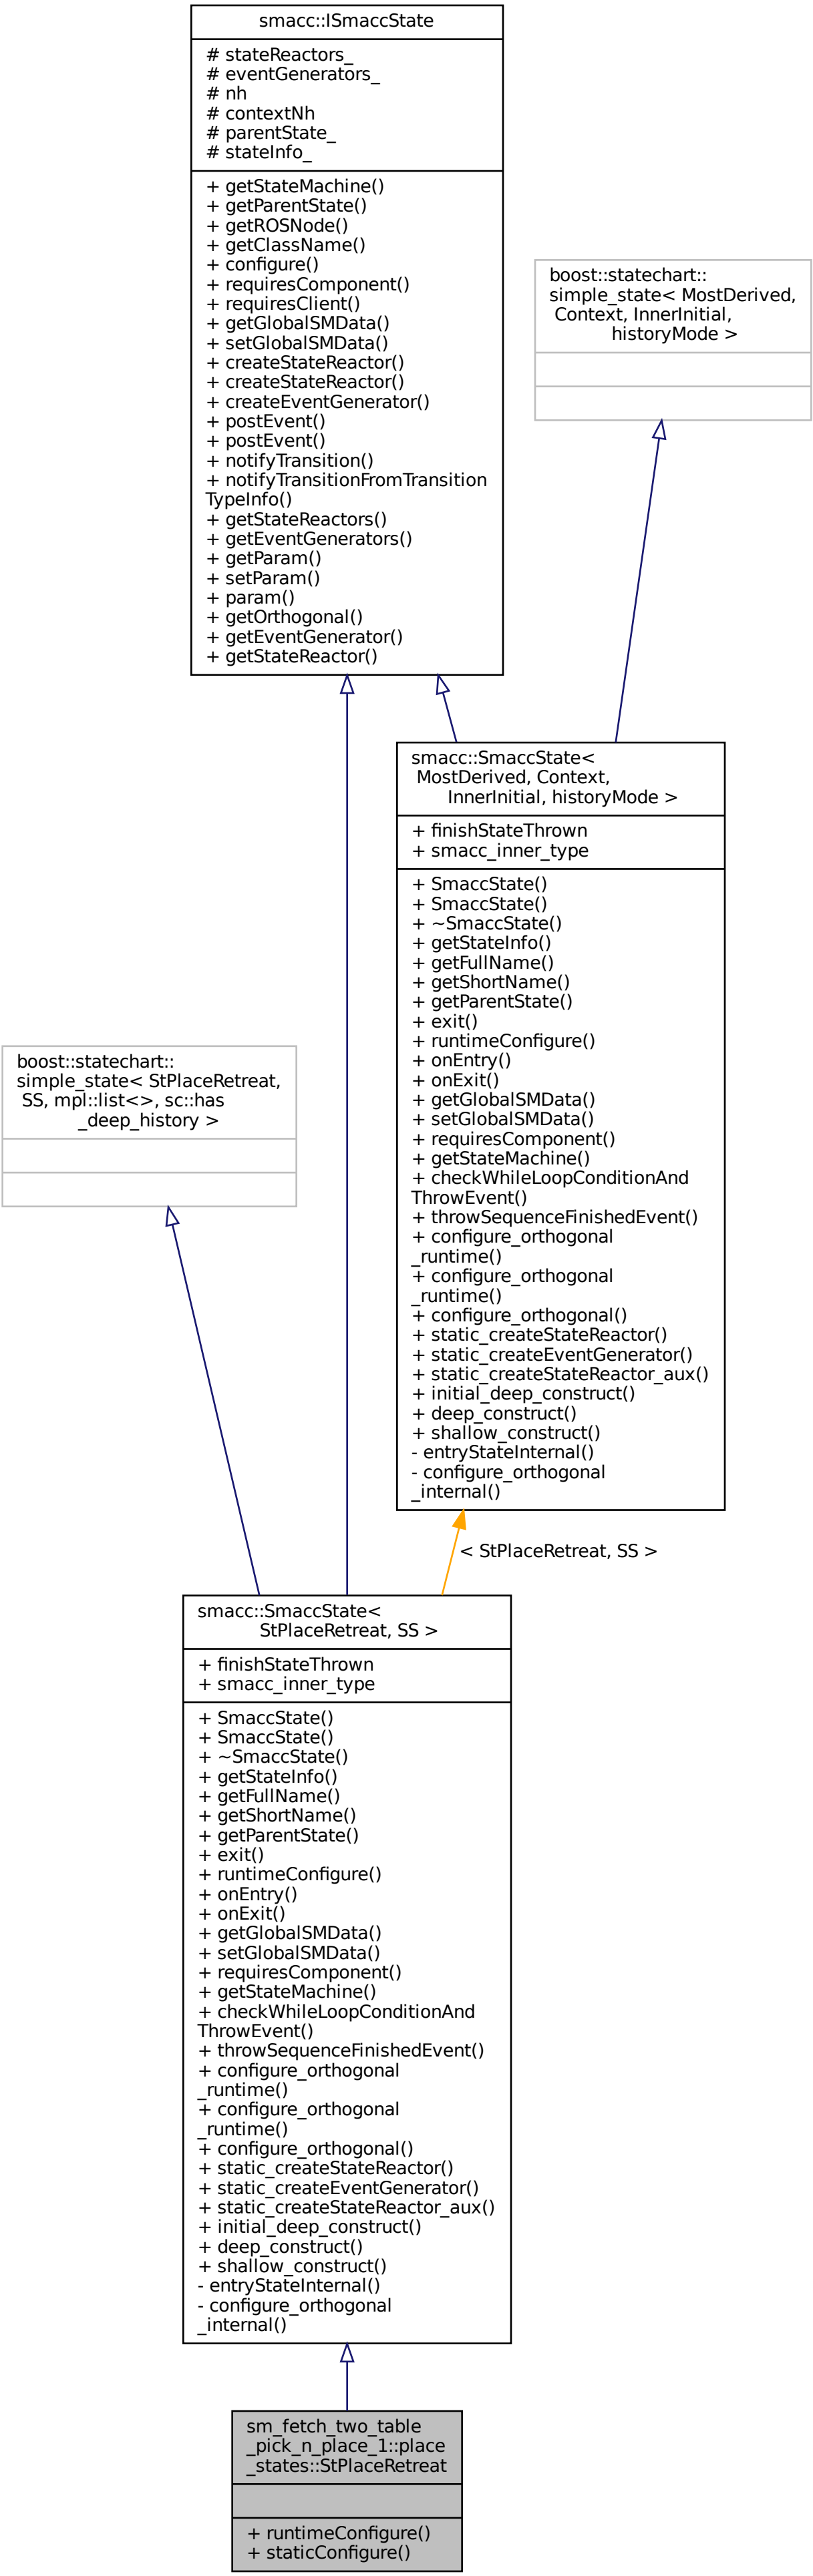 smacc::ISmaccState
# stateReactors_
# eventGenerators_
# nh
# contextNh
# parentState_
# stateInfo_
+ getStateMachine()
+ getParentState()
+ getROSNode()
+ getClassName()
+ configure()
+ requiresComponent()
+ requiresClient()
+ getGlobalSMData()
+ setGlobalSMData()
+ createStateReactor()
+ createStateReactor()
+ createEventGenerator()
+ postEvent()
+ postEvent()
+ notifyTransition()
+ notifyTransitionFromTransition
TypeInfo()
+ getStateReactors()
+ getEventGenerators()
+ getParam()
+ setParam()
+ param()
+ getOrthogonal()
+ getEventGenerator()
+ getStateReactor()
boost::statechart::
simple_state< MostDerived,
Context, InnerInitial,
historyMode >
smacc::SmaccState<
MostDerived, Context,
InnerInitial, historyMode >
+ finishStateThrown
+ smacc_inner_type
+ SmaccState()
+ SmaccState()
+ ~SmaccState()
+ getStateInfo()
+ getFullName()
+ getShortName()
+ getParentState()
+ exit()
+ runtimeConfigure()
+ onEntry()
+ onExit()
+ getGlobalSMData()
+ setGlobalSMData()
+ requiresComponent()
+ getStateMachine()
+ checkWhileLoopConditionAnd
ThrowEvent()
+ throwSequenceFinishedEvent()
+ configure_orthogonal
_runtime()
+ configure_orthogonal
_runtime()
+ configure_orthogonal()
+ static_createStateReactor()
+ static_createEventGenerator()
+ static_createStateReactor_aux()
+ initial_deep_construct()
+ deep_construct()
+ shallow_construct()
- entryStateInternal()
- configure_orthogonal
_internal()
boost::statechart::
simple_state< StPlaceRetreat,
SS, mpl::list<>, sc::has
_deep_history >
< StPlaceRetreat, SS >
smacc::SmaccState<
StPlaceRetreat, SS >
+ finishStateThrown
+ smacc_inner_type
+ SmaccState()
+ SmaccState()
+ ~SmaccState()
+ getStateInfo()
+ getFullName()
+ getShortName()
+ getParentState()
+ exit()
+ runtimeConfigure()
+ onEntry()
+ onExit()
+ getGlobalSMData()
+ setGlobalSMData()
+ requiresComponent()
+ getStateMachine()
+ checkWhileLoopConditionAnd
ThrowEvent()
+ throwSequenceFinishedEvent()
+ configure_orthogonal
_runtime()
+ configure_orthogonal
_runtime()
+ configure_orthogonal()
+ static_createStateReactor()
+ static_createEventGenerator()
+ static_createStateReactor_aux()
+ initial_deep_construct()
+ deep_construct()
+ shallow_construct()
- entryStateInternal()
- configure_orthogonal
_internal()
sm_fetch_two_table
_pick_n_place_1::place
_states::StPlaceRetreat
+ runtimeConfigure()
+ staticConfigure()